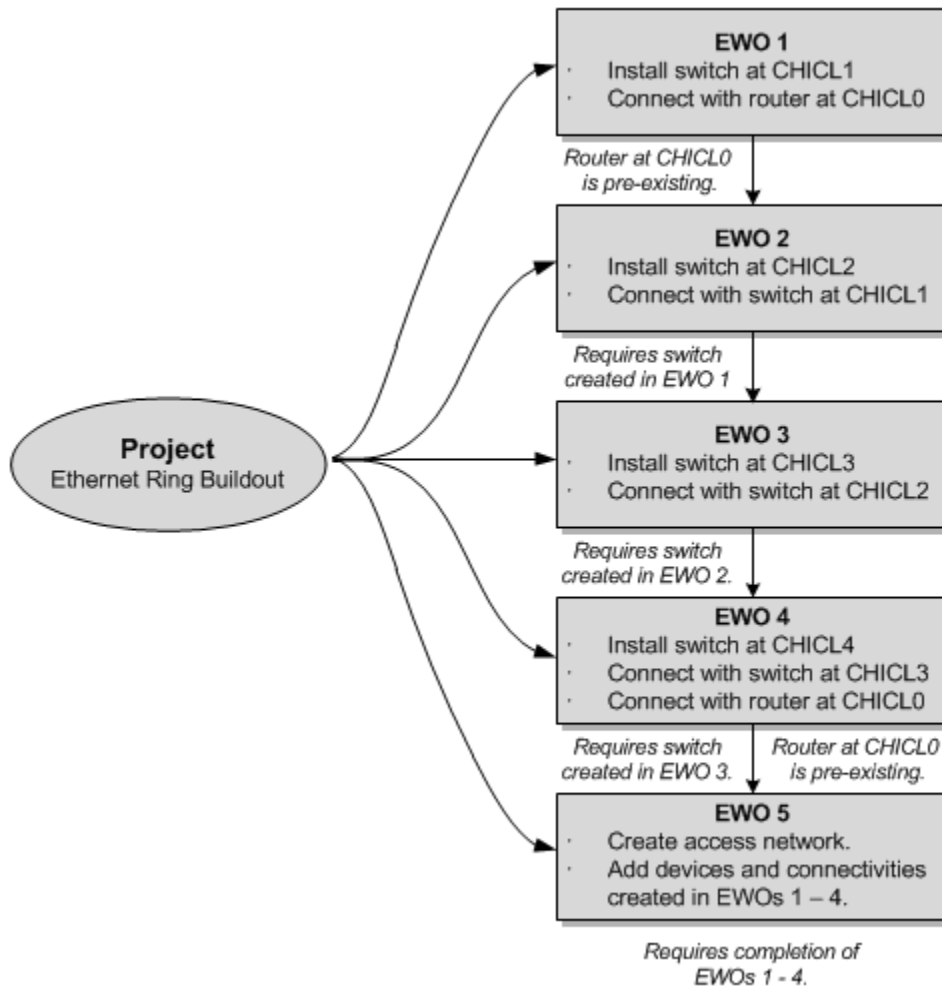 EWO 1
· Install switch at CHICL1
· Connect with router at CHICL0
Router at CHICL0
is pre-existing.
EWO 2
· Install switch at CHICL2
· Connect with switch at CHICL1
Requires switch
created in EWO 1
Project
Ethernet Ring Buildout
EWO 3
· Install switch at CHICL3
· Connect with switch at CHICL2
Requires switch
created in EWO 2.
EWO 4
· Install switch at CHICL4
· Connect with switch at CHICL3
· Connect with router at CHICL0
Requires switch
created in EWO 3.
Router at CHICL0
is pre-existing.
EWO 5
· Create access network.
· Add devices and connectivities
created in EWOs 1 – 4.
Requires completion of
EWOs 1 - 4.